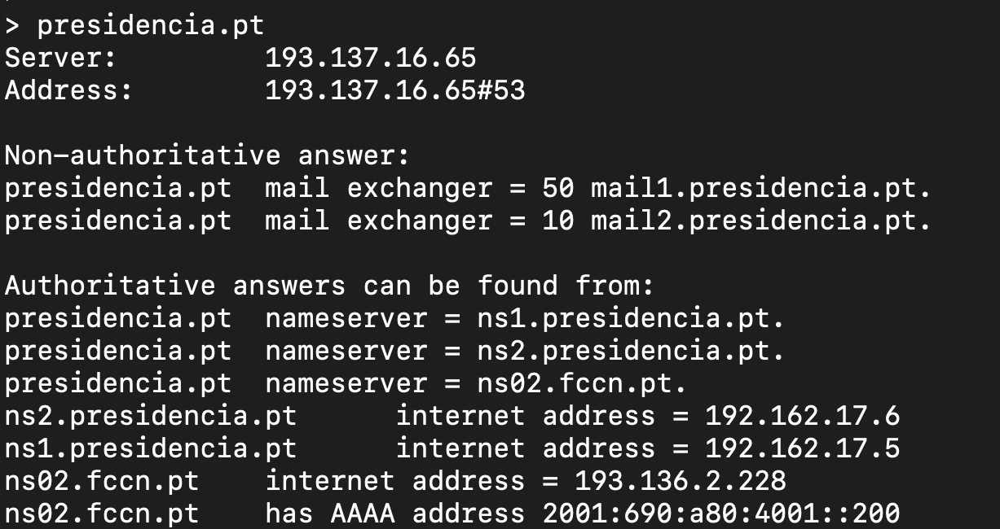 > presidencia.pt
Server:		193.137.16.65
Address:	193.137.16.65#53

Non-authoritative answer:
presidencia.pt	mail exchanger = 50 mail1.presidencia.pt.
presidencia.pt	mail exchanger = 10 mail2.presidencia.pt.

Authoritative answers can be found from:
presidencia.pt	nameserver = ns1.presidencia.pt.
presidencia.pt	nameserver = ns2.presidencia.pt.
presidencia.pt	nameserver = ns02.fccn.pt.
ns2.presidencia.pt	internet address = 192.162.17.6
ns1.presidencia.pt	internet address = 192.162.17.5
ns02.fccn.pt	internet address = 193.136.2.228
ns02.fccn.pt	has AAAA address 2001:690:a80:4001::200